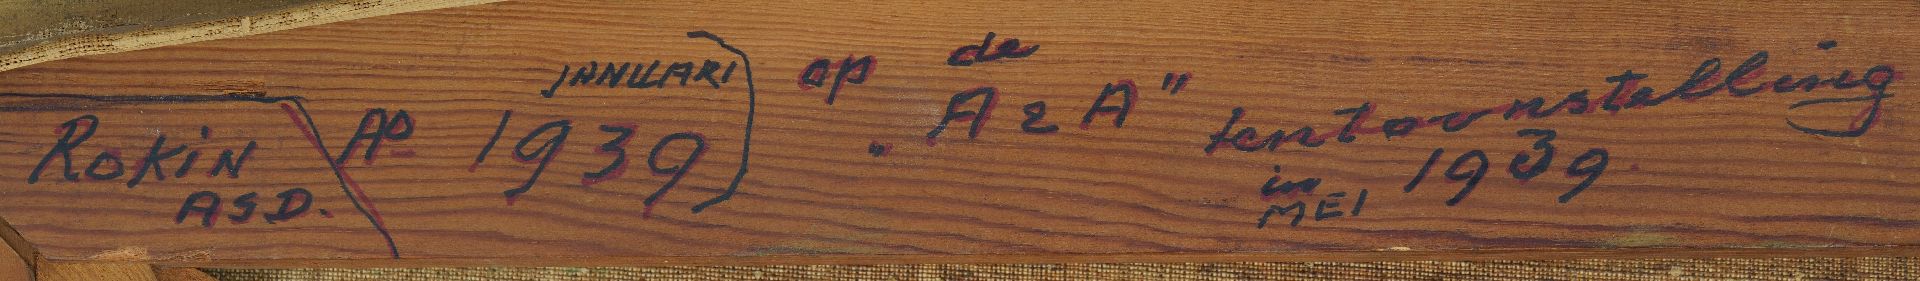 JANUARI
ROKIN Ao 1939) op de „A2A" tentoonstelling
ASD. in MEI 1939